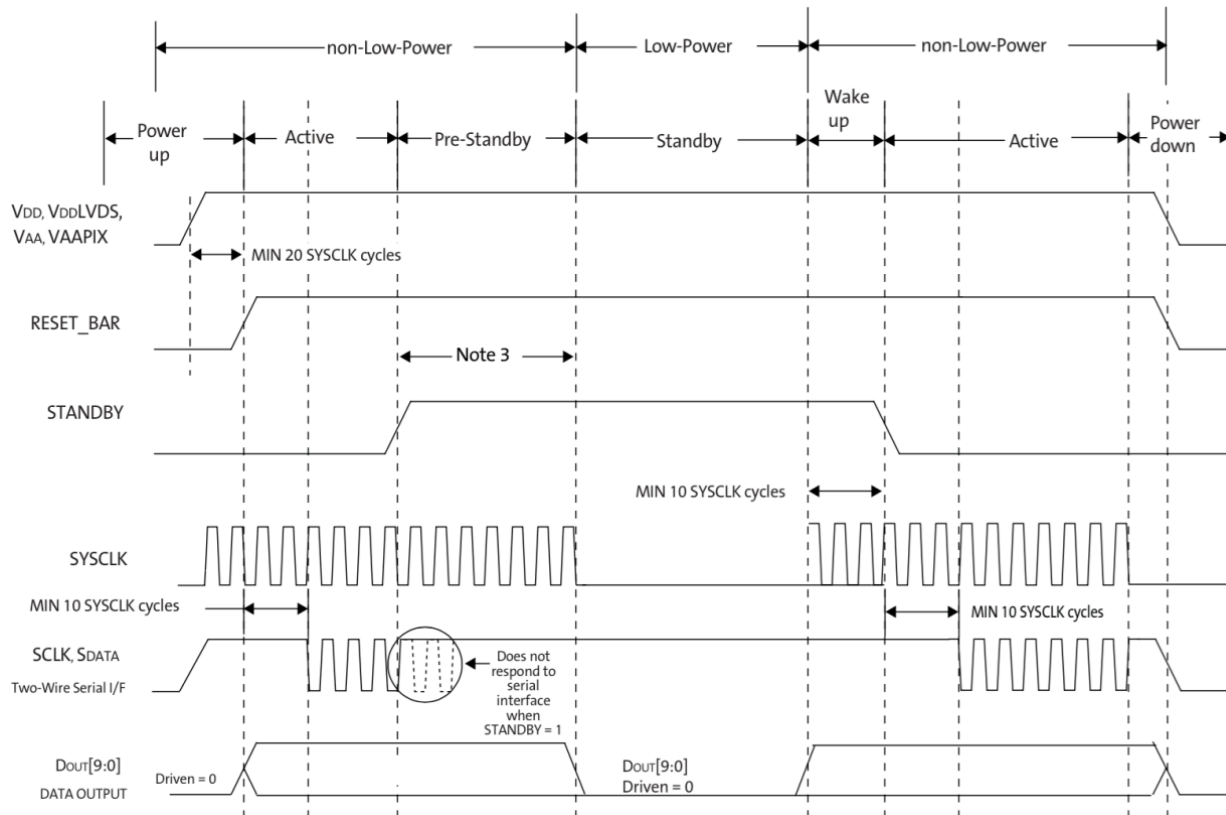 non-Low-Power
Low-Power
non-Low-Power
Power
up
Active
Pre-Standby
Standby
Wake
up
Active
Power
down
VDD, VDDLVDS,
VAA, VAAPIX
MIN 20 SYSCLK cycles
RESET_BAR
Note 3
STANDBY
MIN 10 SYSCLK cycles
SYSCLK
MIN 10 SYSCLK cycles
MIN 10 SYSCLK cycles
SCLK, SDATA
Two-Wire Serial I/F
Does not
respond to
serial
interface
when
STANDBY = 1
DOUT[9:0]
DATA OUTPUT
Driven = 0
DOUT[9:0]
Driven = 0